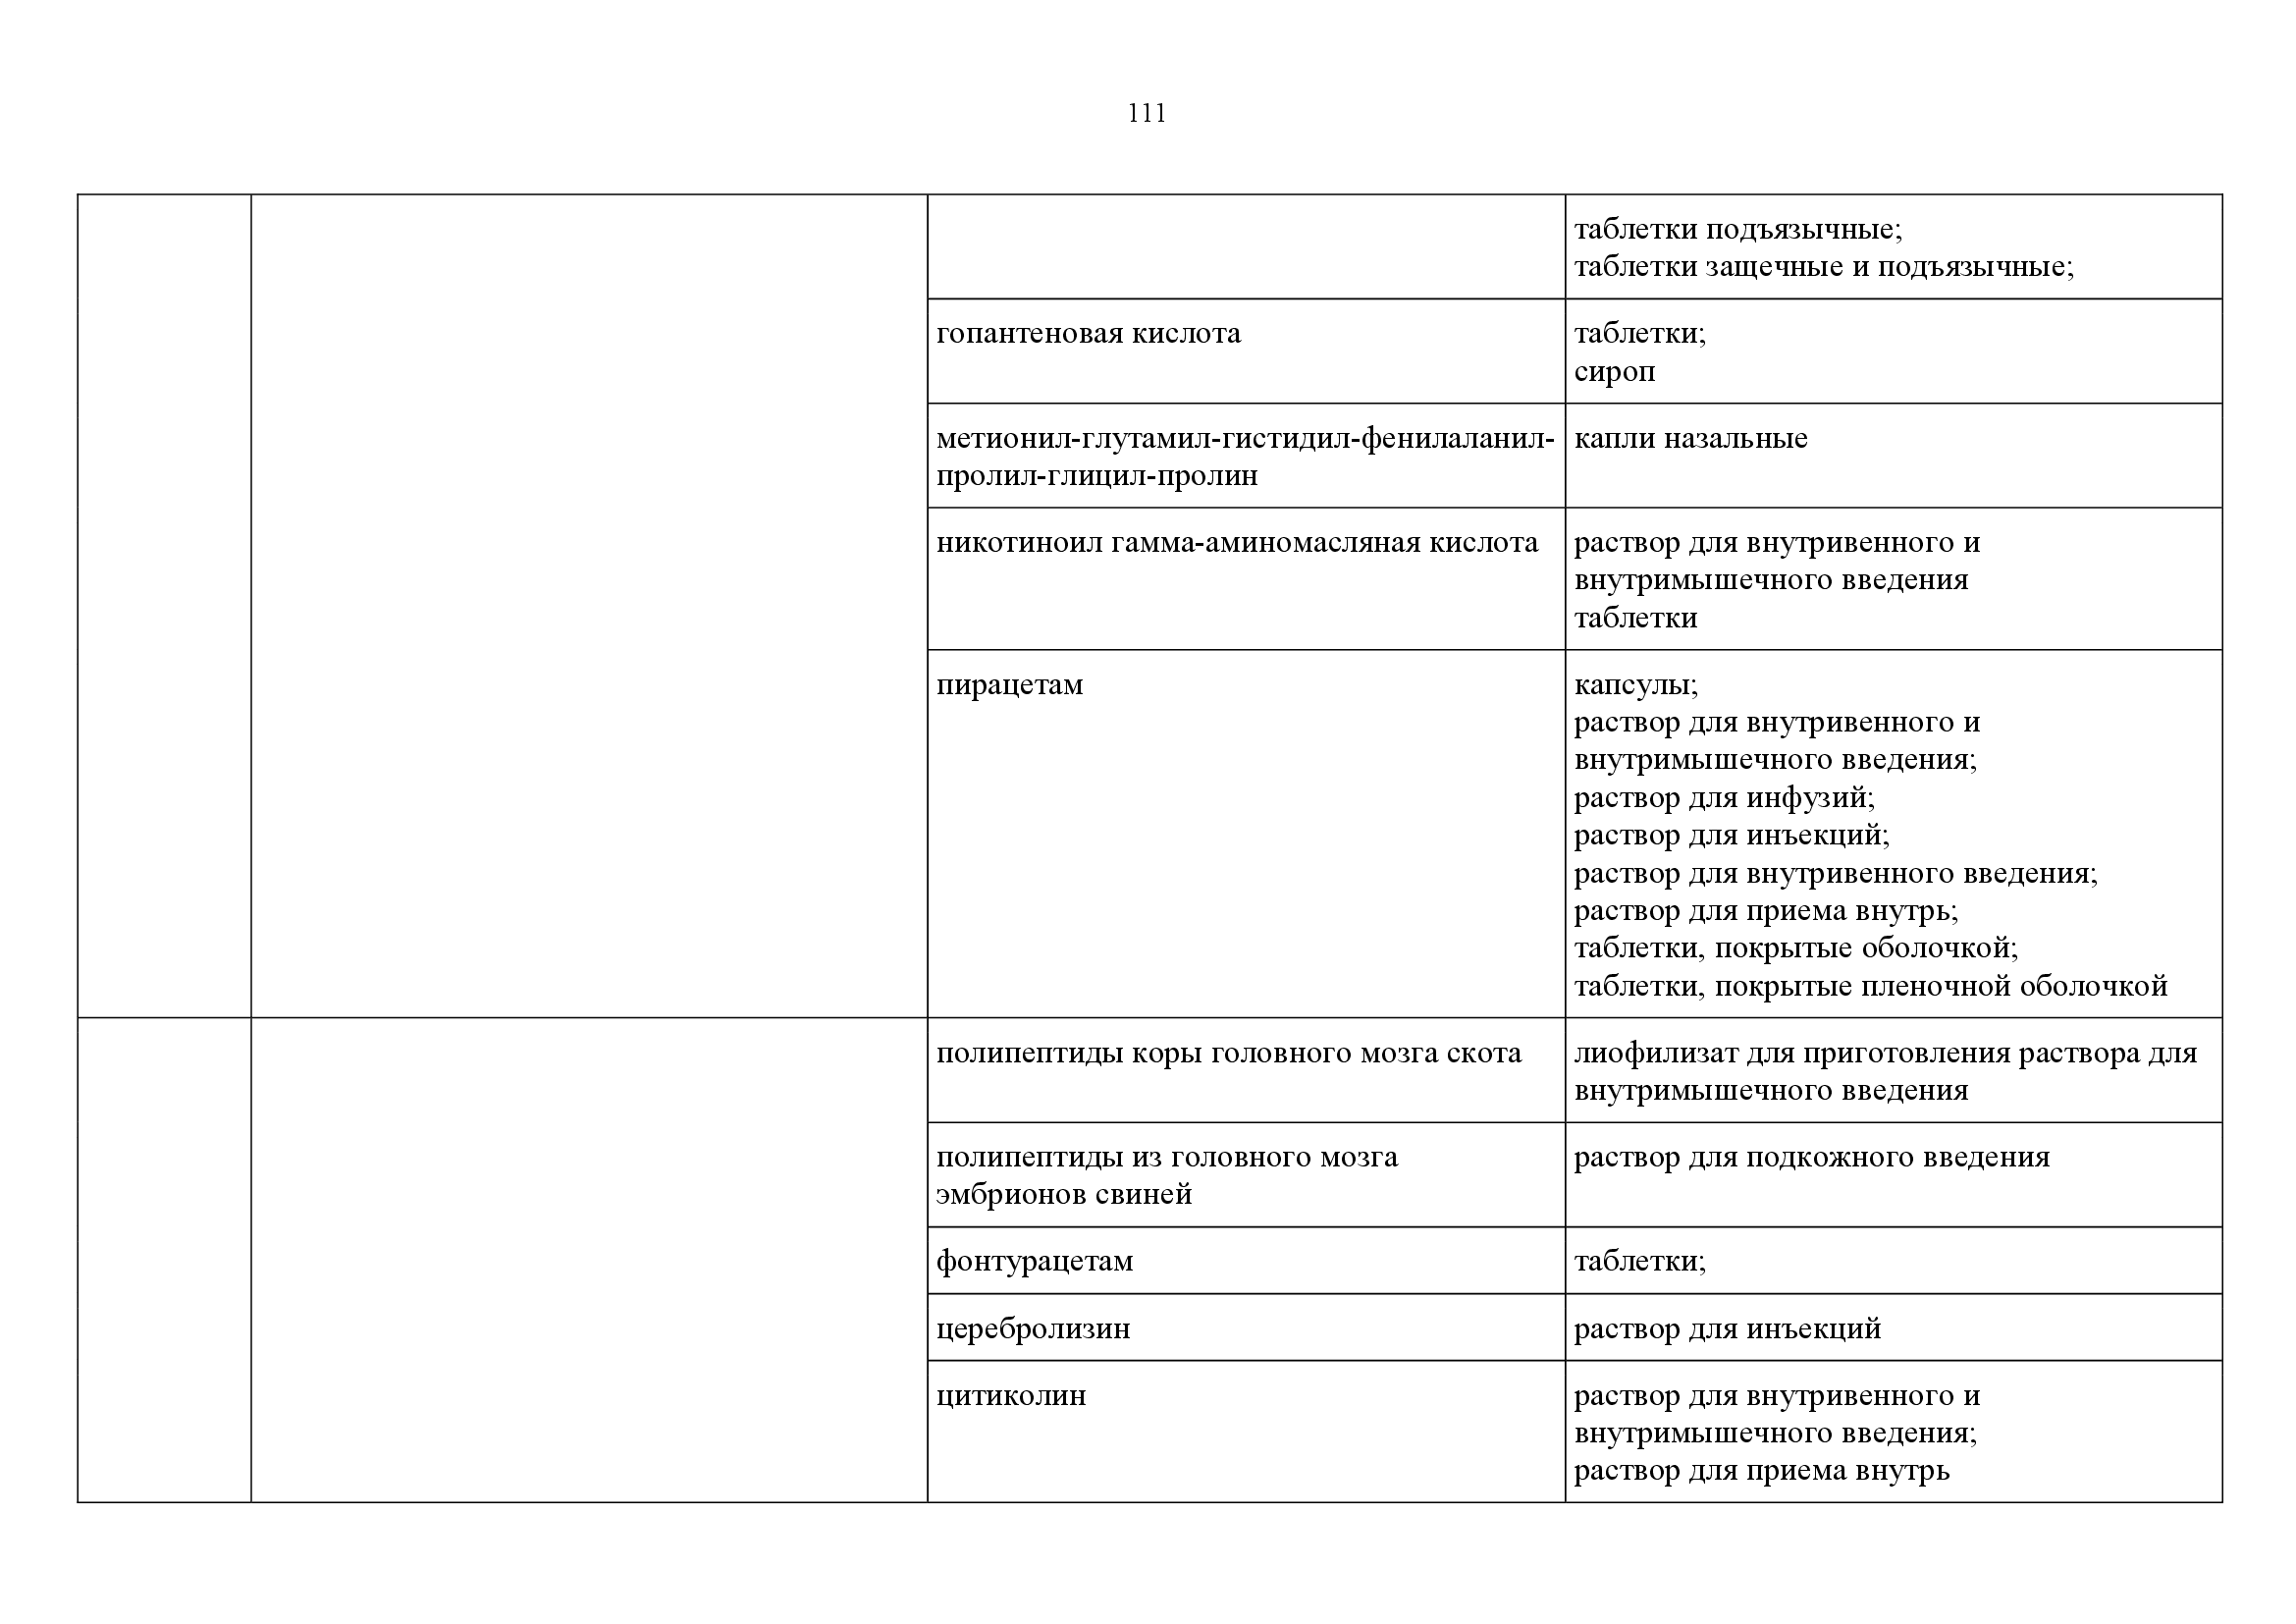 111
таблетки подъязычные;
таблетки защечные и подъязычные;
гопантеновая кислота
таблетки;
сироп
метионил-глутамил-гистидил-фенилаланил-
пролил-глицил-пролин
капли назальные
никотиноил гамма-аминомасляная кислота
раствор для внутривенного и
внутримышечного введения
таблетки
пирацетам
капсулы;
раствор для внутривенного и
внутримышечного введения;
раствор для инфузий;
раствор для инъекций;
раствор для внутривенного введения;
раствор для приема внутрь;
таблетки, покрытые оболочкой;
таблетки, покрытые пленочной оболочкой
полипептиды коры головного мозга скота
лиофилизат для приготовления раствора для
внутримышечного введения
полипептиды из головного мозга
эмбрионов свиней
раствор для подкожного введения
фонтурацетам
таблетки;
церебролизин
раствор для инъекций
цитиколин
раствор для внутривенного и
внутримышечного введения;
раствор для приема внутрь